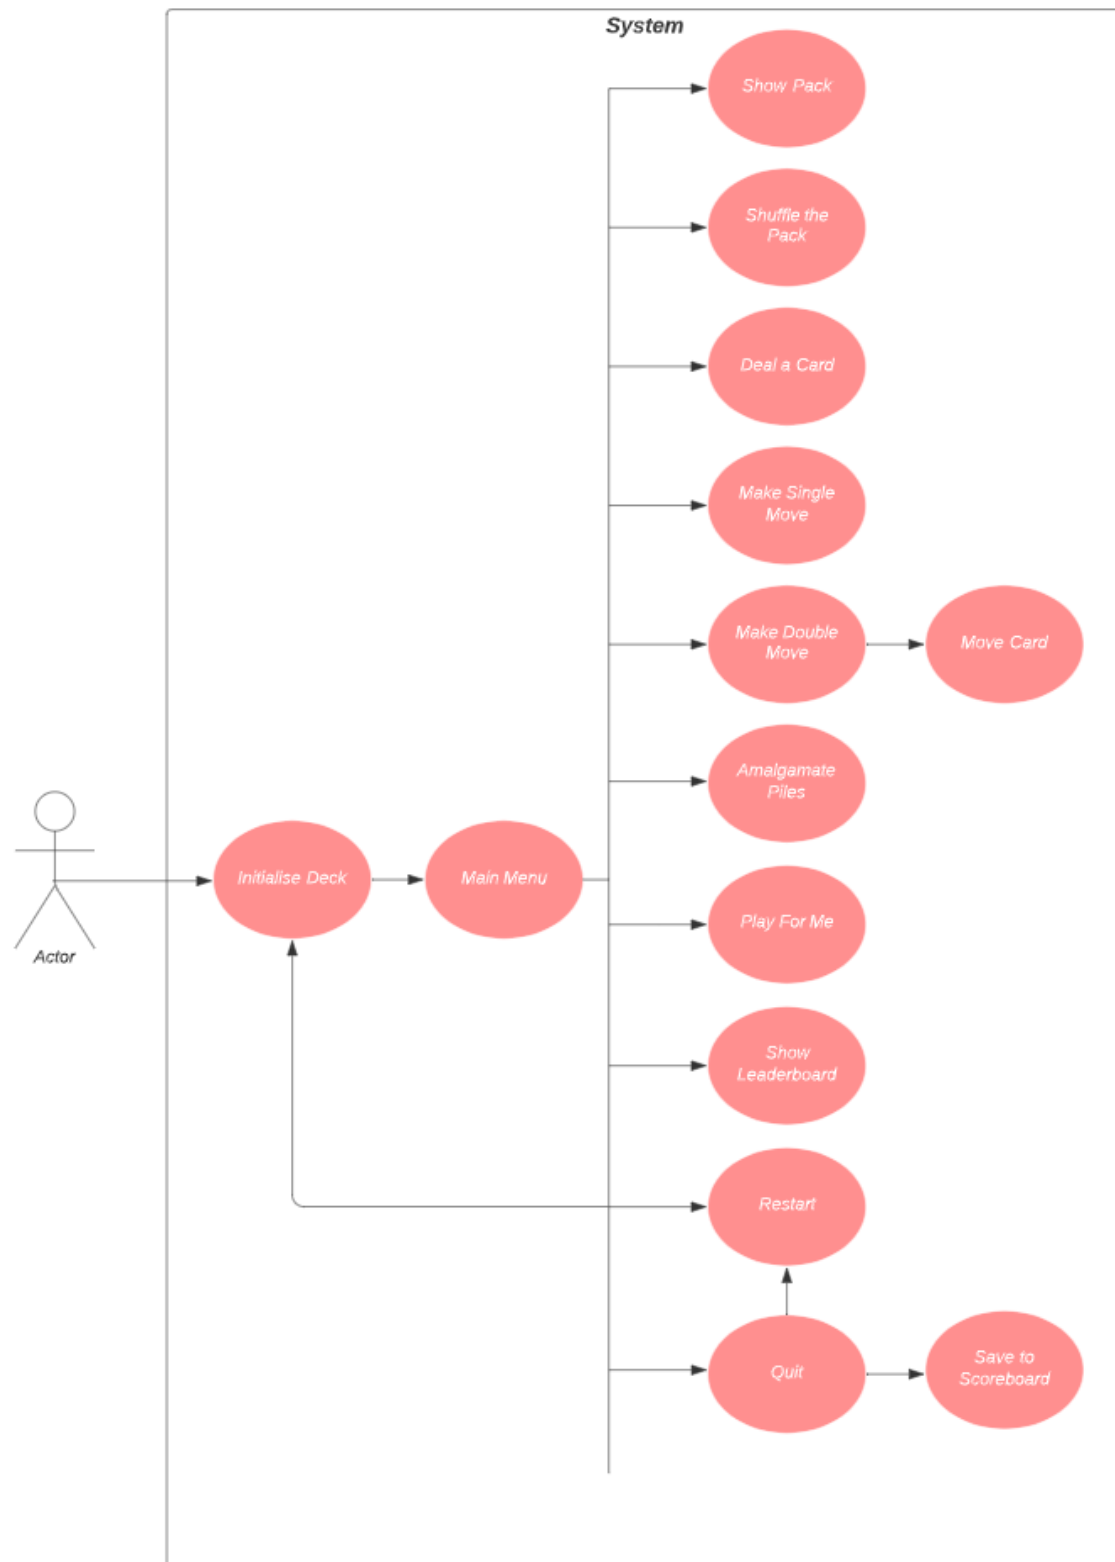 System
Show Pack
Shuffle the
Pack
Deal a Card
Make Single
Move
Make Double
Move
Move Card
Amalgamate
Piles
Initialise Deck
Main Menu
Play For Me
Actor
Show
Leaderboard
Restart
Quit
Save to
Scoreboard